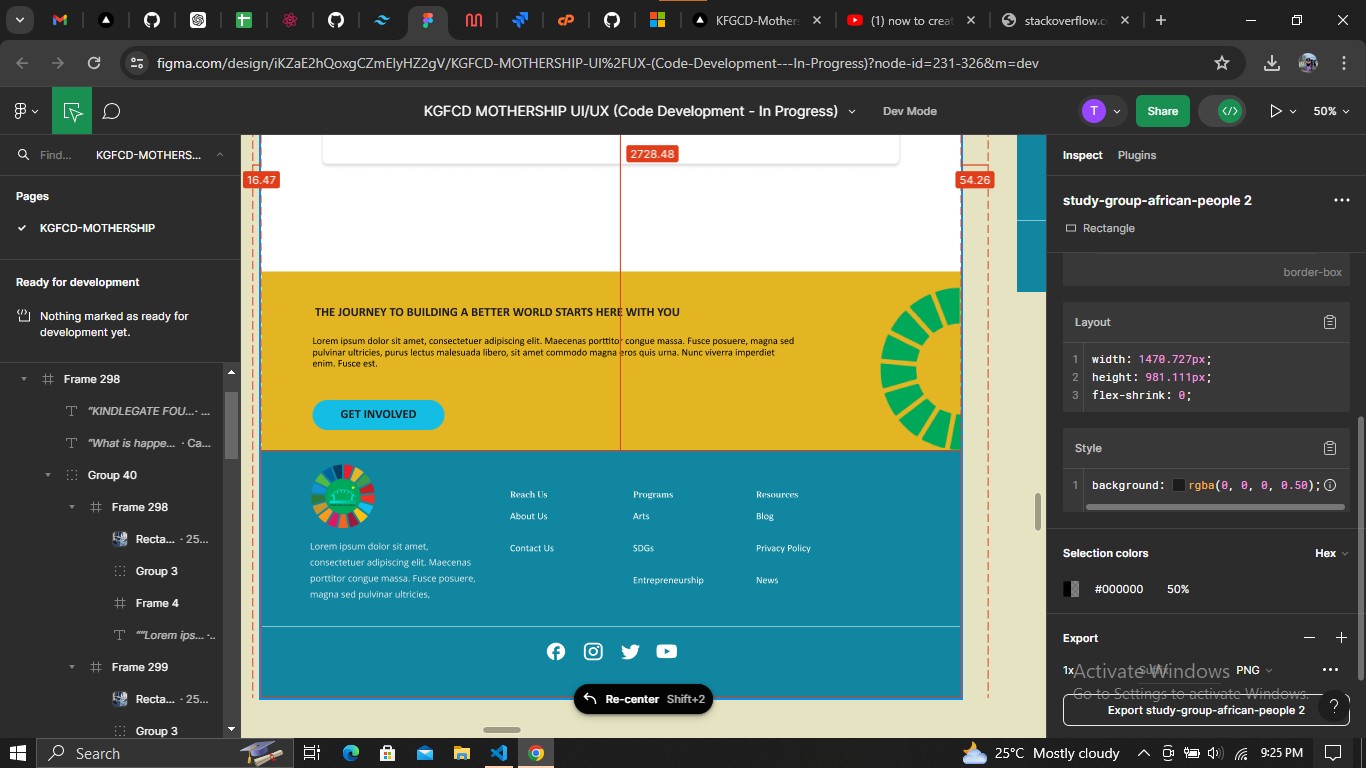 KFGCD-Mother
(1) now to creat
stackoverflow.c
figma.com/design/iKZaE2hQoxgCZmElyHZ2gV/KGFCD-MOTHERSHIP-UI%2FUX-(Code-Development---In-Progress)?node-id=231-326&m=dev
KGFCD MOTHERSHIP UI/UX (Code Development - In Progress)
Dev Mode
T
Share
50%
Find...
KGFCD-MOTHERS...
Pages
KGFCD-MOTHERSHIP
Ready for development
Nothing marked as ready for
development yet.
Frame 298
"KINDLEGATE FOU...· ...
"What is happe... · Ca...
Group 40
Frame 298
Recta... · 25...
Group 3
Frame 4
""Lorem ips... ·..
Frame 299
Recta... · 25...
Group 3
2728.48
16.47
54.26
THE JOURNEY TO BUILDING A BETTER WORLD STARTS HERE WITH YOU
Lorem ipsum dolor sit amet, consectetuer adipiscing elit. Maecenas porttitor congue massa. Fusce posuere, magna sed
pulvinar ultricies, purus lectus malesuada libero, sit amet commodo magna eros quis urna. Nunc viverra imperdiet
enim. Fusce est.
GET INVOLVED
Lorem ipsum dolor sit amet,
consectetuer adipiscing elit. Maecenas
porttitor congue massa. Fusce posuere,
magna sed pulvinar ultricies,
Reach Us
About Us
Contact Us
Programs
Arts
SDGs
Entrepreneurship
Resources
Blog
Privacy Policy
News
Re-center Shift+2
Inspect
Plugins
study-group-african-people 2
Rectangle
border-box
Layout
1 width: 1470.727px;
2 height: 981.111px;
3 flex-shrink: 0;
Style
1 background: rgba(0, 0, 0, 0.50);
Selection colors
Hex
#000000 50%
Export
1x
PNG
Activate Windows
Go to Settings to activate Windows.
Export study-group-african-people 2
?
Search
25°C Mostly cloudy
9:25 PM